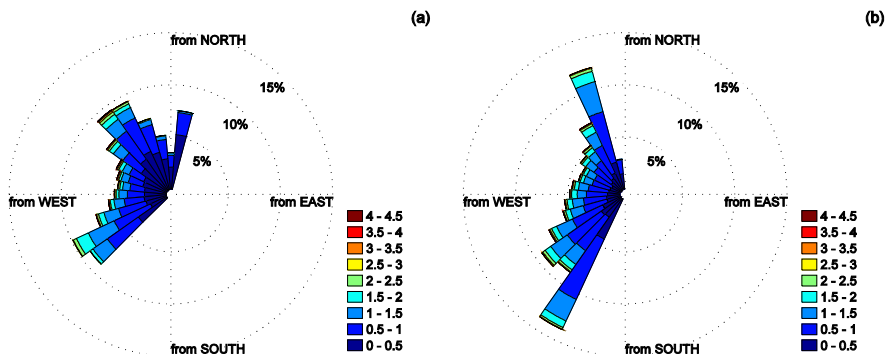 (a)
from NORTH
15%
10%
5%
from WEST
from EAST
from SOUTH
4 - 4.5
3.5 - 4
3 - 3.5
2.5 - 3
2 - 2.5
1.5 - 2
1 - 1.5
0.5 - 1
0 - 0.5
(b)
from NORTH
15%
10%
5%
from WEST
from EAST
from SOUTH
4 - 4.5
3.5 - 4
3 - 3.5
2.5 - 3
2 - 2.5
1.5 - 2
1 - 1.5
0.5 - 1
0 - 0.5